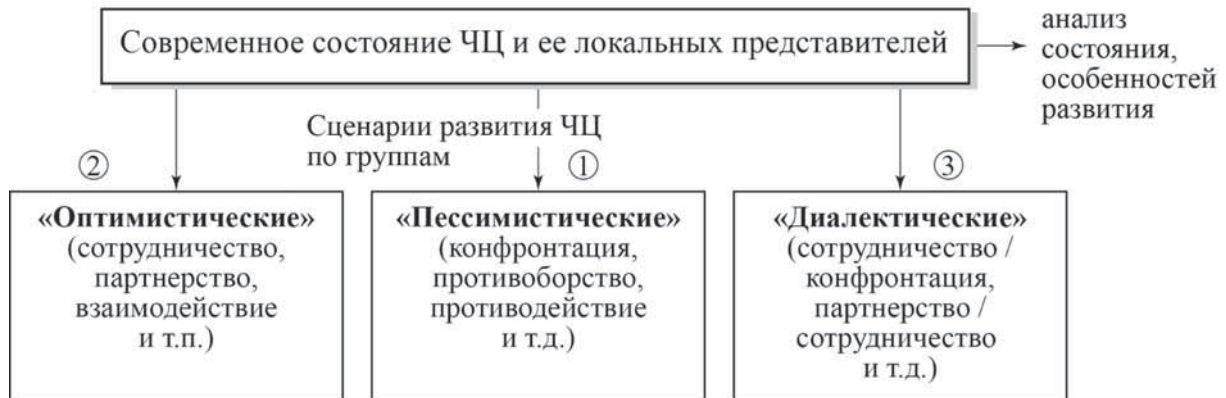 Современное состояние ЧЦ и ее локальных представителей
анализ
состояния,
особенностей
развития
Сценарии развития ЧЦ
по группам
②
«Оптимистические»
(сотрудничество,
партнерство,
взаимодействие
и т.п.)
①
«Пессимистические»
(конфронтация,
противоборство,
противодействие
и т.д.)
③
«Диалектические»
(сотрудничество /
конфронтация,
партнерство /
сотрудничество
и т.д.)